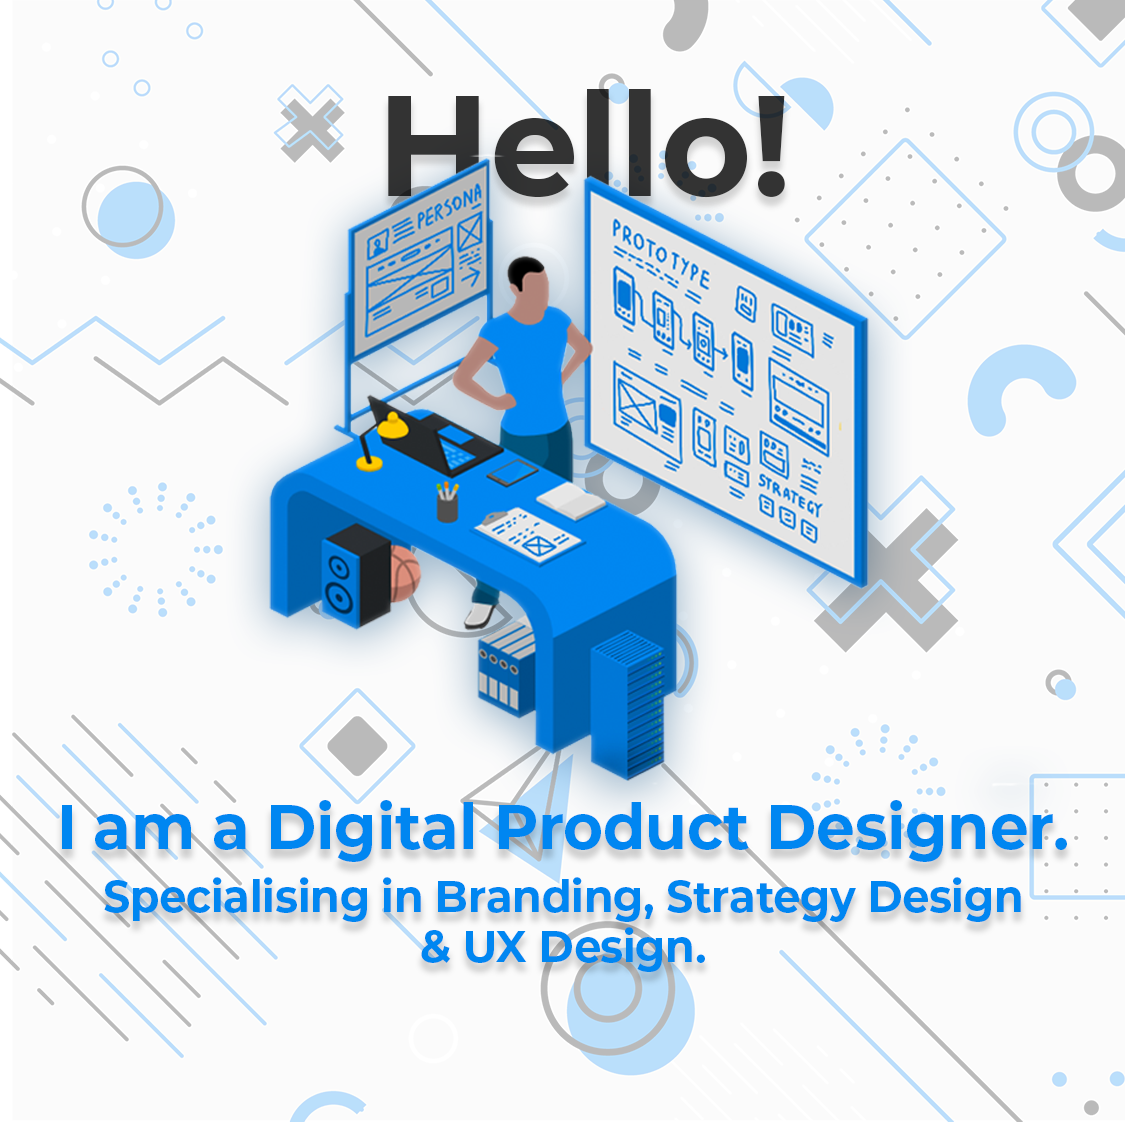 Hello!
PERSONA
PROTOTYPE
STRATEGY
I am a Digital Product Designer.
Specialising in Branding, Strategy Design
& UX Design.